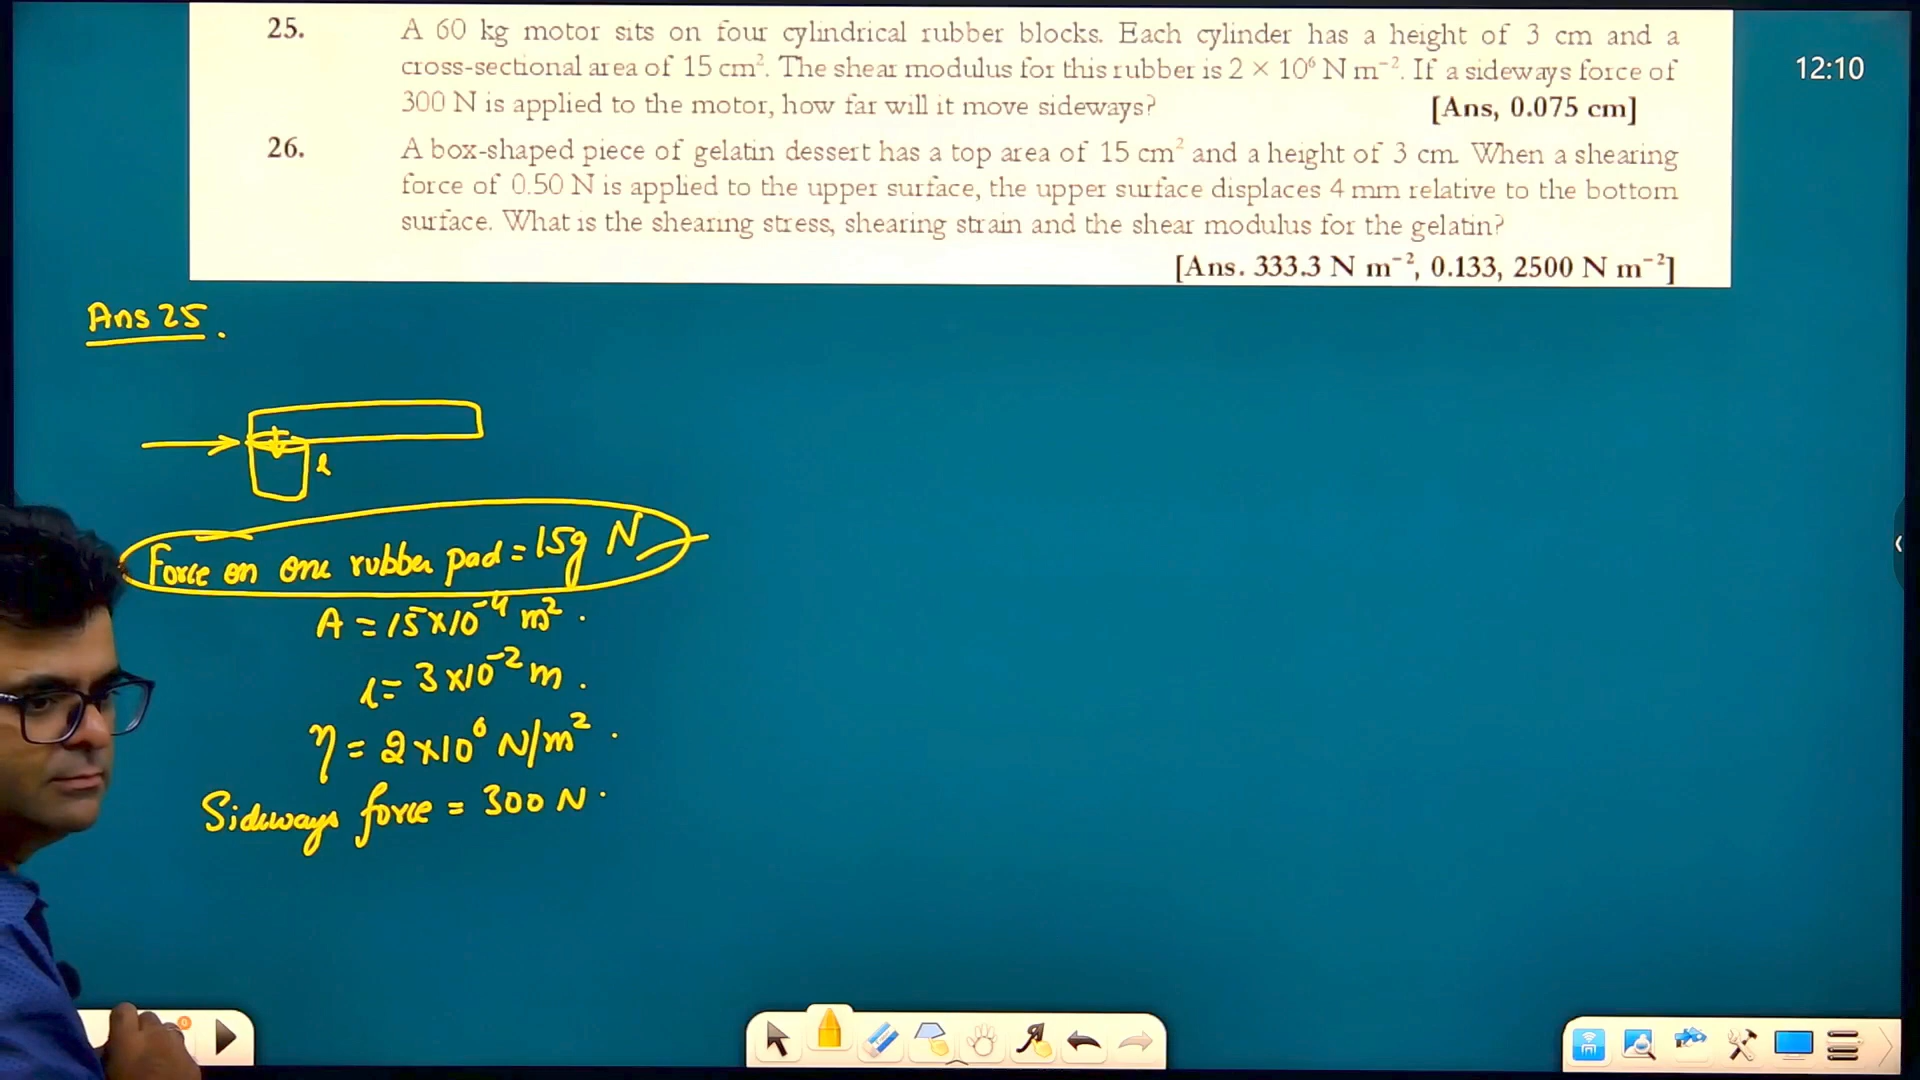 25. A 60 kg motor sits on four cylindrical rubber blocks. Each cylinder has a height of 3 cm and a
cross-sectional area of 15 cm². The shear modulus for this rubber is 2 × 10⁶ N m⁻². If a sideways force of
300 N is applied to the motor, how far will it move sideways? [Ans, 0.075 cm]
12:10
26. A box-shaped piece of gelatin dessert has a top area of 15 cm² and a height of 3 cm. When a shearing
force of 0.50 N is applied to the upper surface, the upper surface displaces 4 mm relative to the bottom
surface. What is the shearing stress, shearing strain and the shear modulus for the gelatin?
[Ans. 333.3 N m⁻², 0.133, 2500 N m⁻²]
Ans 25.
l
Force on one rubber pad = 15g N
A = 15×10⁻⁴ m².
l = 3×10⁻² m.
η = 2×10⁶ N/m².
Sideways force = 300 N.